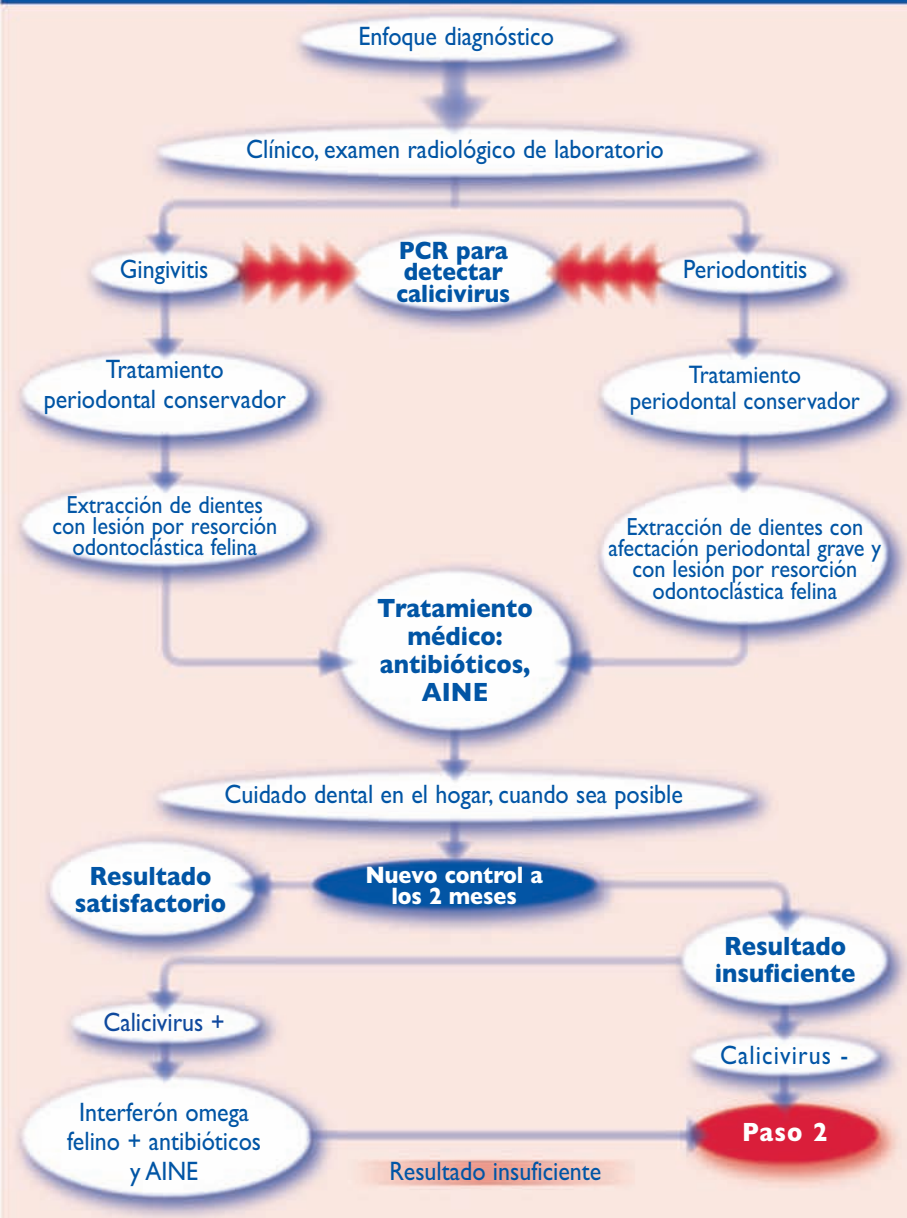 Enfoque diagnóstico
Clínico, examen radiológico de laboratorio
Gingivitis
PCR para
detectar
calicivirus
Periodontitis
Tratamiento
periodontal conservador
Tratamiento
periodontal conservador
Extracción de dientes
con lesión por resorción
odontoclástica felina
Extracción de dientes con
afectación periodontal grave y
con lesión por resorción
odontoclástica felina
Tratamiento
médico:
antibióticos,
AINE
Cuidado dental en el hogar, cuando sea posible
Nuevo control a
los 2 meses
Resultado
satisfactorio
Resultado
insuficiente
Calicivirus +
Calicivirus -
Interferón omega
felino + antibióticos
y AINE
Resultado insuficiente
Paso 2